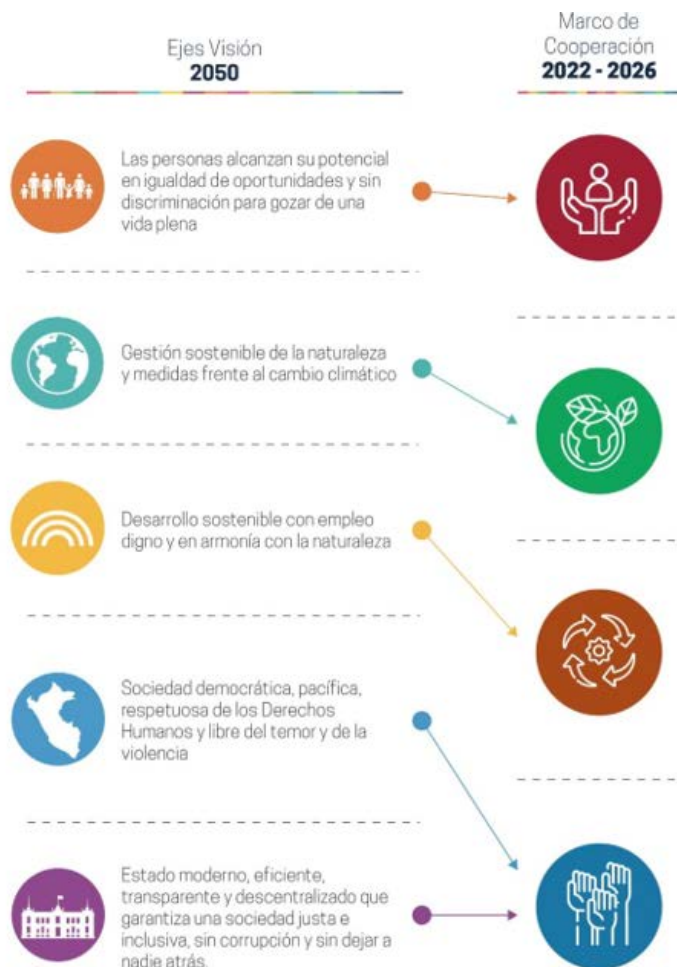 Ejes Visión
2050
Marco de
Cooperación
2022 - 2026
Las personas alcanzan su potencial
en igualdad de oportunidades y sin
discriminación para gozar de una
vida plena
Gestión sostenible de la naturaleza
y medidas frente al cambio climático
Desarrollo sostenible con empleo
digno y en armonía con la naturaleza
Sociedad democrática, pacífica,
respetuosa de los Derechos
Humanos y libre del temor y de la
violencia
Estado moderno, eficiente,
transparente y descentralizado que
garantiza una sociedad justa e
inclusiva, sin corrupción y sin dejar a
nadie atrás.